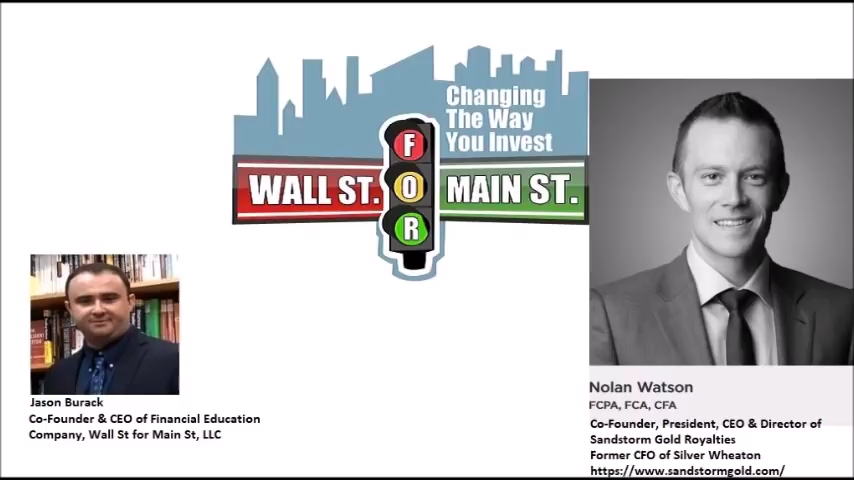 Changing
The Way
You Invest
WALL ST. FOR MAIN ST.
Jason Burack
Co-Founder & CEO of Financial Education
Company, Wall St for Main St, LLC
Nolan Watson
FCPA, FCA, CFA
Co-Founder, President, CEO & Director of
Sandstorm Gold Royalties
Former CFO of Silver Wheaton
https://www.sandstormgold.com/